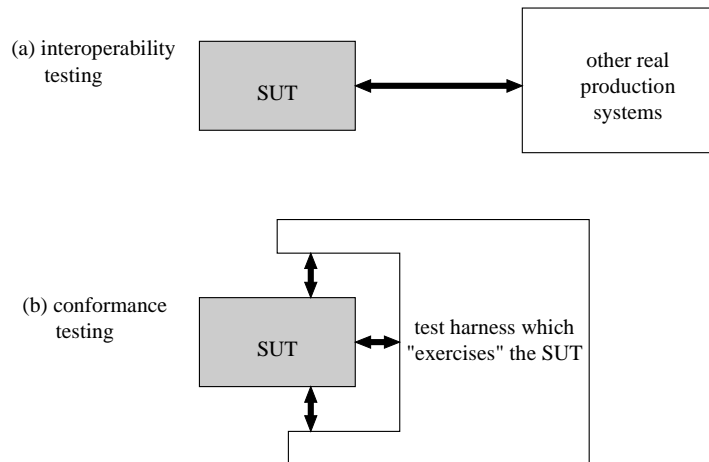 (a) interoperability
testing
SUT
other real
production
systems
(b) conformance
testing
SUT
test harness which
"exercises" the SUT